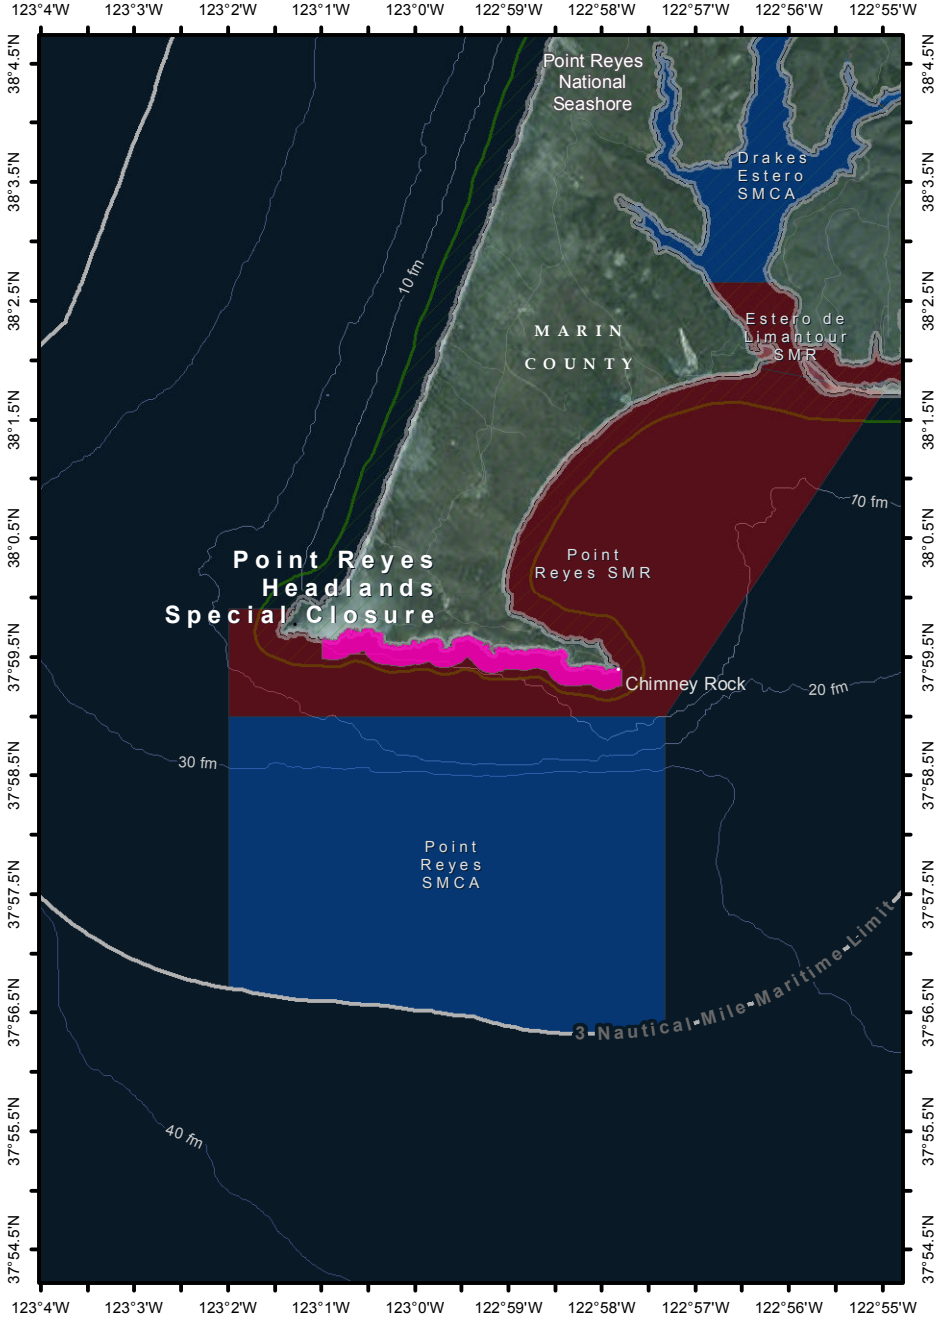 123°4'W 123°3'W 123°2'W 123°1'W 123°0'W 122°59'W 122°58'W 122°57'W 122°56'W 122°55'W
38°4.5'N
38°3.5'N
38°2.5'N
38°1.5'N
38°0.5'N
37°59.5'N
37°58.5'N
37°57.5'N
37°56.5'N
37°55.5'N
37°54.5'N
Point Reyes
National
Seashore
Drakes
Estero
SMCA
10 fm
Estero de
Limantour
SMR
MARIN
COUNTY
10 fm
Point Reyes
Headlands
Special Closure
Point
Reyes SMR
Chimney Rock
20 fm
30 fm
Point
Reyes
SMCA
3 Nautical Mile Maritime Limit
40 fm
38°4.5'N
38°3.5'N
38°2.5'N
38°1.5'N
38°0.5'N
37°59.5'N
37°58.5'N
37°57.5'N
37°56.5'N
37°55.5'N
37°54.5'N
123°4'W 123°3'W 123°2'W 123°1'W 123°0'W 122°59'W 122°58'W 122°57'W 122°56'W 122°55'W